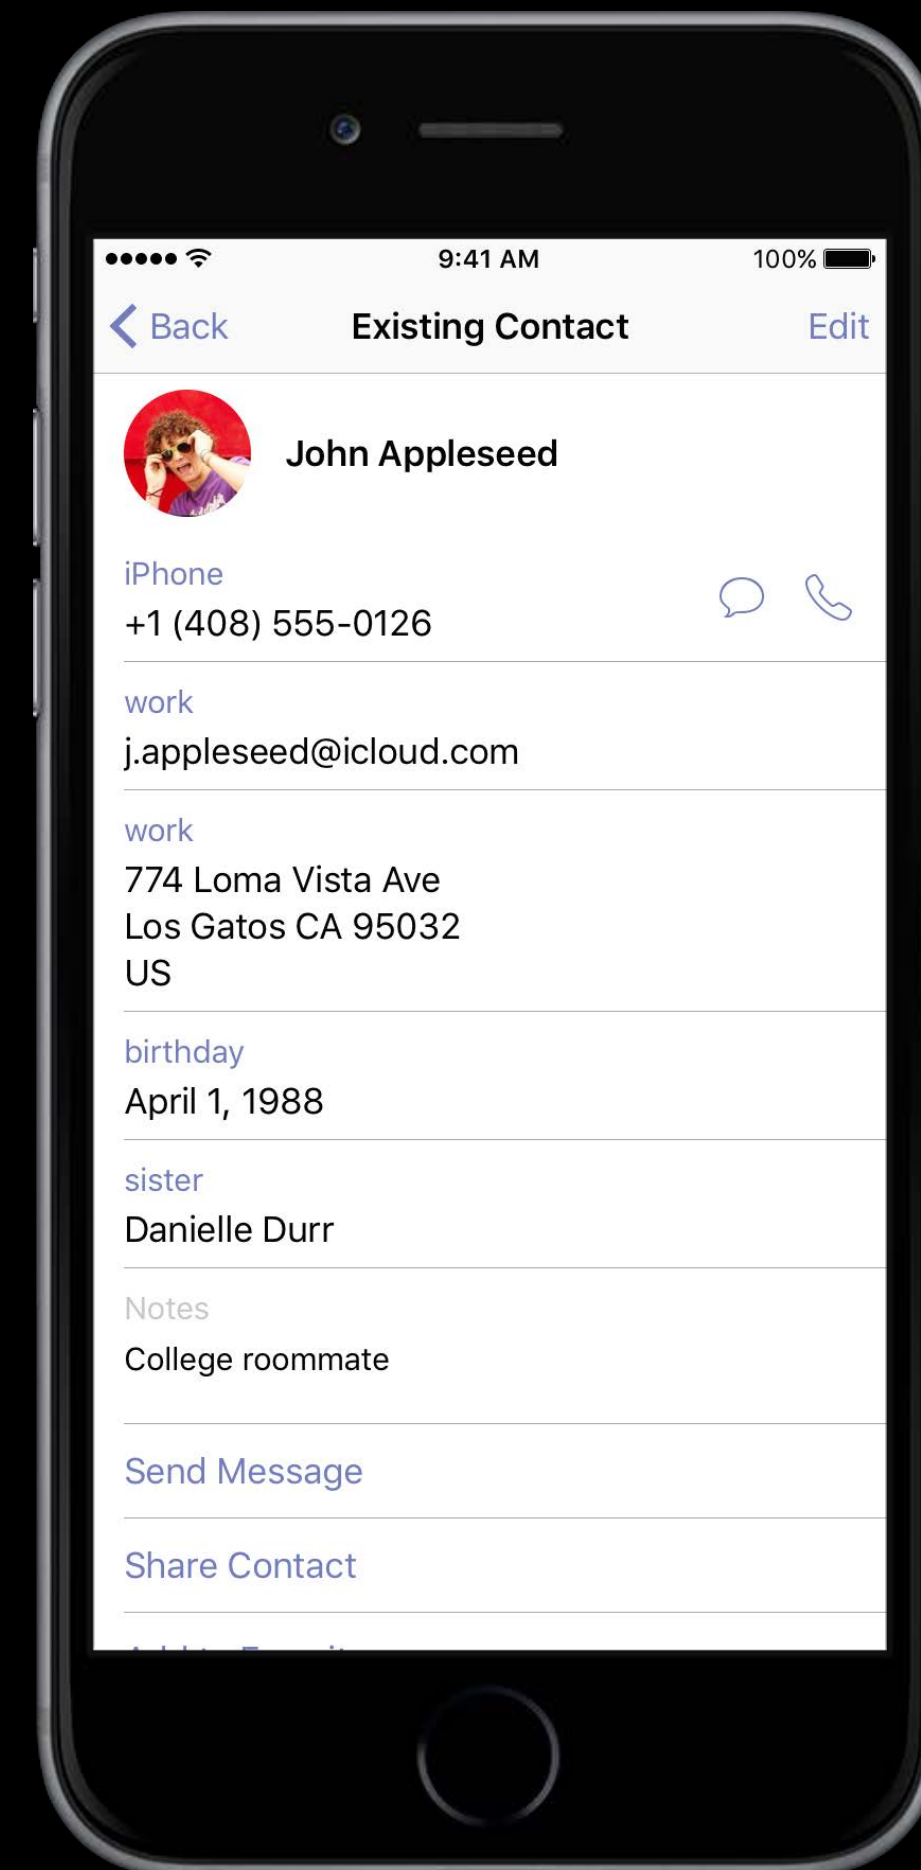 9:41 AM 100%
Back Existing Contact Edit
John Appleseed
iPhone
+1 (408) 555-0126
work
j.appleseed@icloud.com
work
774 Loma Vista Ave
Los Gatos CA 95032
US
birthday
April 1, 1988
sister
Danielle Durr
Notes
College roommate
Send Message
Share Contact